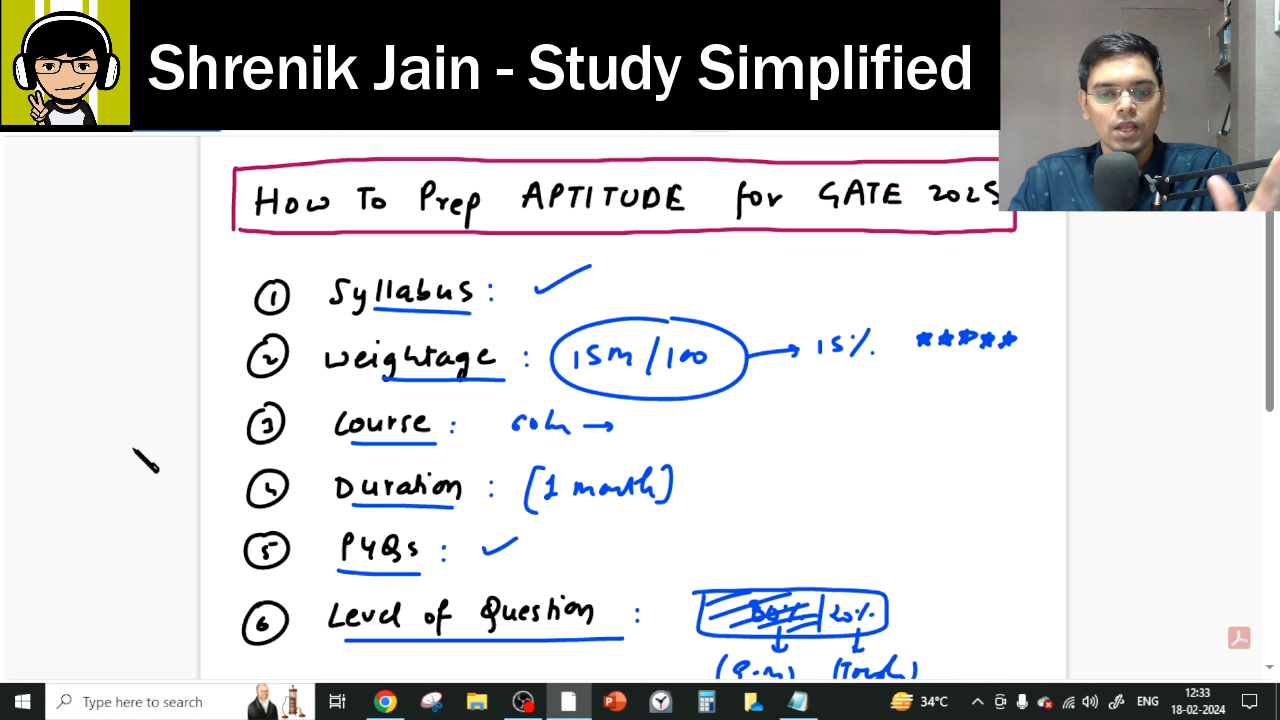 Shrenik Jain - Study Simplified
How To Prep APTITUDE for GATE 2025
① Syllabus : ✓
② Weightage : 15m/100 → 15% ★★★★★
③ Course : →
④ Duration : [1 month]
⑤ PYQs : ✓
⑥ Level of Question : 80% 20%
Type here to search
34°C
ENG
12:33
18-02-2024